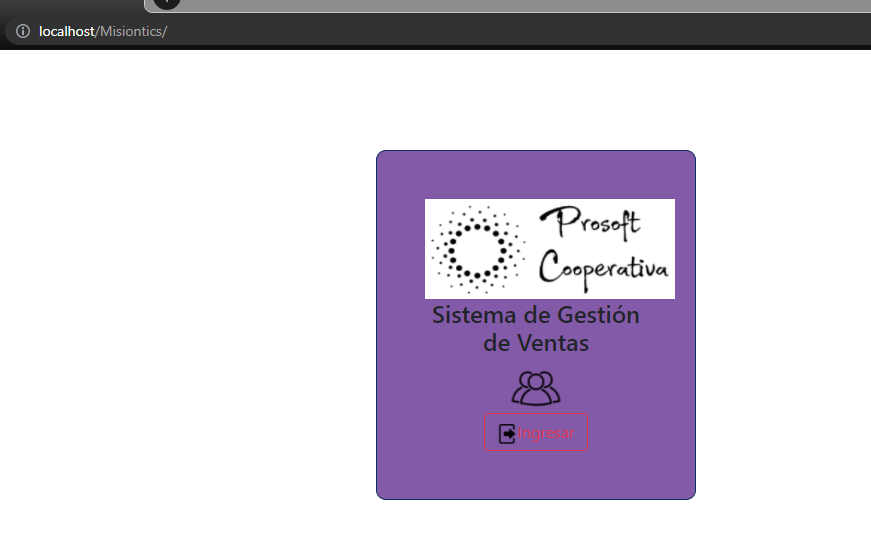 localhost/Misiontics/
Prosoft
Cooperativa
Sistema de Gestión
de Ventas
Ingresar